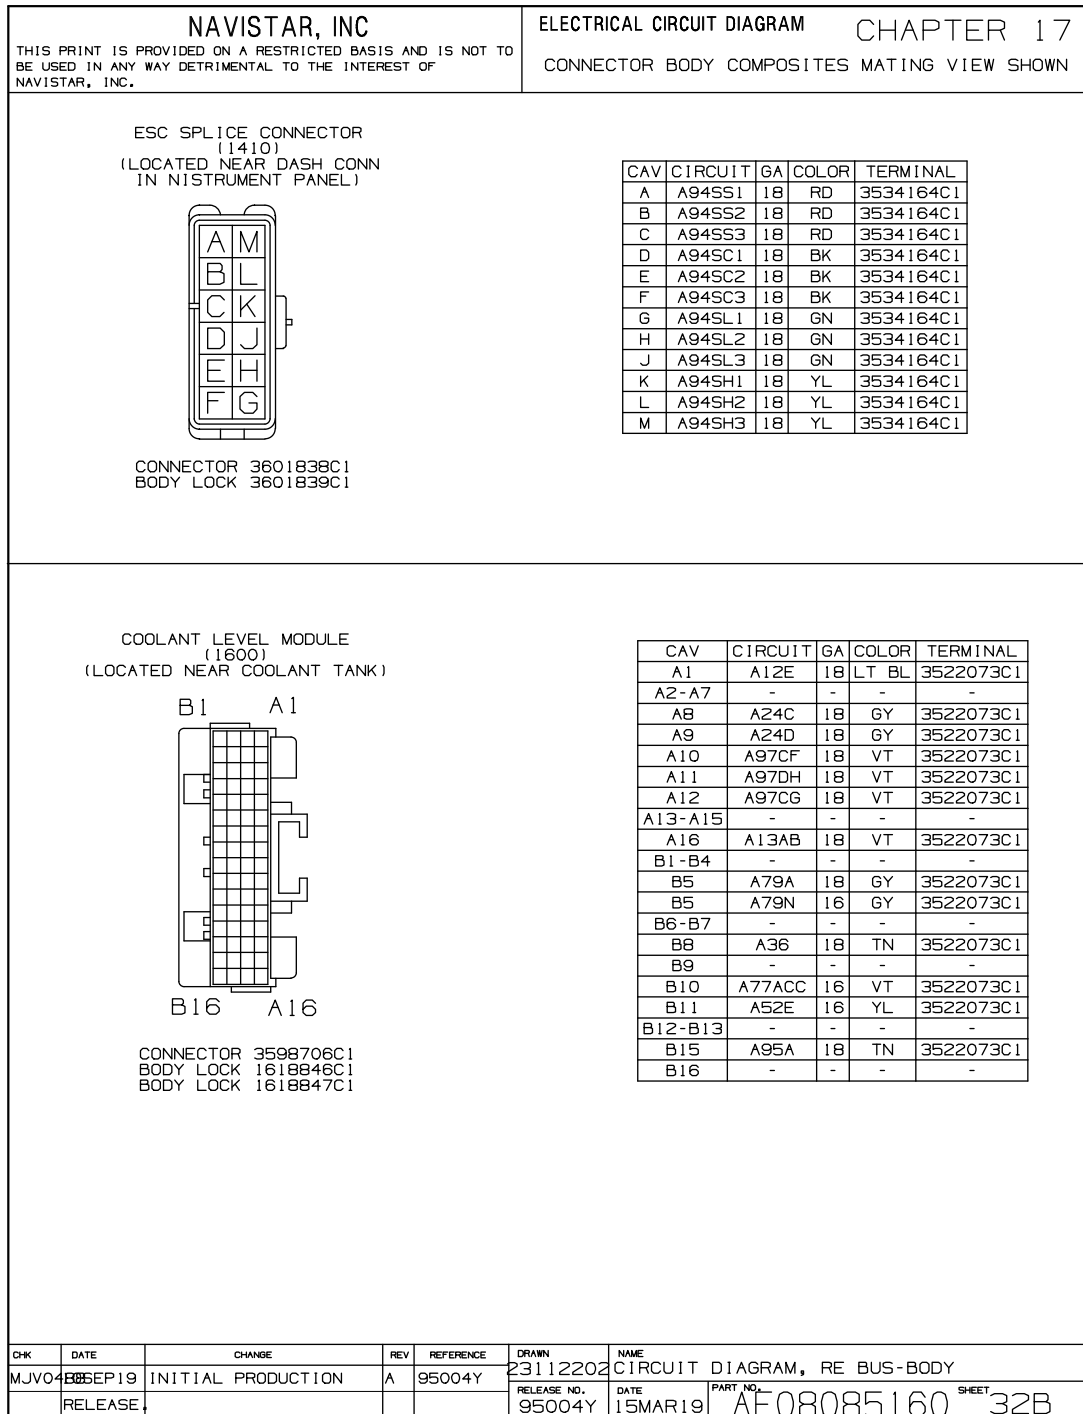 NAVISTAR, INC
THIS PRINT IS PROVIDED ON A RESTRICTED BASIS AND IS NOT TO
BE USED IN ANY WAY DETRIMENTAL TO THE INTEREST OF
NAVISTAR, INC.
ELECTRICAL CIRCUIT DIAGRAM CHAPTER 17
CONNECTOR BODY COMPOSITES MATING VIEW SHOWN
ESC SPLICE CONNECTOR
(1410)
(LOCATED NEAR DASH CONN
IN NISTRUMENT PANEL)
A M
B L
C K
D J
E H
F G
CONNECTOR 3601838C1
BODY LOCK 3601839C1
CAV CIRCUIT GA COLOR TERMINAL
A A94SS1 18 RD 3534164C1
B A94SS2 18 RD 3534164C1
C A94SS3 18 RD 3534164C1
D A94SC1 18 BK 3534164C1
E A94SC2 18 BK 3534164C1
F A94SC3 18 BK 3534164C1
G A94SL1 18 GN 3534164C1
H A94SL2 18 GN 3534164C1
J A94SL3 18 GN 3534164C1
K A94SH1 18 YL 3534164C1
L A94SH2 18 YL 3534164C1
M A94SH3 18 YL 3534164C1
COOLANT LEVEL MODULE
(1600)
(LOCATED NEAR COOLANT TANK)
B1 A1
B16 A16
CONNECTOR 3598706C1
BODY LOCK 1618846C1
BODY LOCK 1618847C1
CAV CIRCUIT GA COLOR TERMINAL
A1 A12E 18 LT BL 3522073C1
A2-A7 - - - -
A8 A24C 18 GY 3522073C1
A9 A24D 18 GY 3522073C1
A10 A97CF 18 VT 3522073C1
A11 A97DH 18 VT 3522073C1
A12 A97CG 18 VT 3522073C1
A13-A15 - - - -
A16 A13AB 18 VT 3522073C1
B1-B4 - - - -
B5 A79A 18 GY 3522073C1
B5 A79N 16 GY 3522073C1
B6-B7 - - - -
B8 A36 18 TN 3522073C1
B9 - - - -
B10 A77ACC 16 VT 3522073C1
B11 A52E 16 YL 3522073C1
B12-B13 - - - -
B15 A95A 18 TN 3522073C1
B16 - - - -
CHK DATE CHANGE REV REFERENCE
INITIAL PRODUCTION A 95004Y
RELEASE.
DRAWN 23112202
NAME CIRCUIT DIAGRAM, RE BUS-BODY
RELEASE NO. 95004Y
DATE 15MAR19
PART NO. AF08085160
SHEET 32B